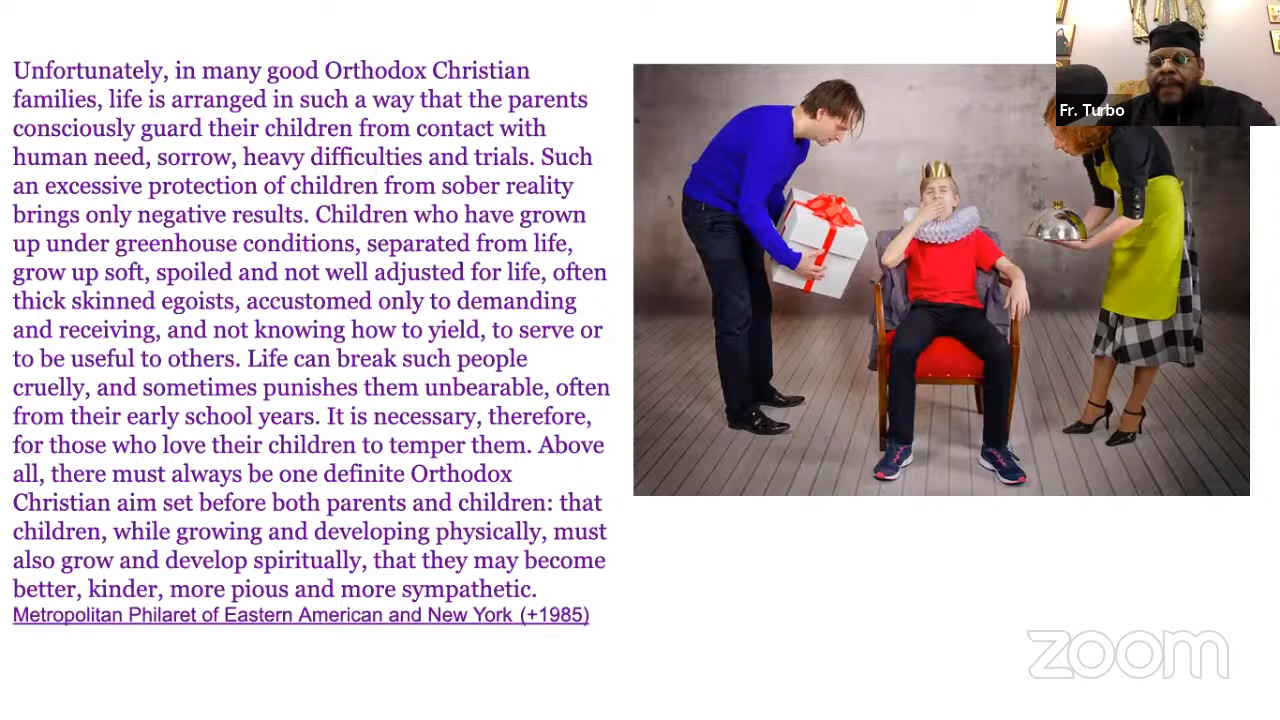 Unfortunately, in many good Orthodox Christian
families, life is arranged in such a way that the parents
consciously guard their children from contact with
human need, sorrow, heavy difficulties and trials. Such
an excessive protection of children from sober reality
brings only negative results. Children who have grown
up under greenhouse conditions, separated from life,
grow up soft, spoiled and not well adjusted for life, often
thick skinned egoists, accustomed only to demanding
and receiving, and not knowing how to yield, to serve or
to be useful to others. Life can break such people
cruelly, and sometimes punishes them unbearable, often
from their early school years. It is necessary, therefore,
for those who love their children to temper them. Above
all, there must always be one definite Orthodox
Christian aim set before both parents and children: that
children, while growing and developing physically, must
also grow and develop spiritually, that they may become
better, kinder, more pious and more sympathetic.
Metropolitan Philaret of Eastern American and New York (+1985)
Fr. Turbo
zoom